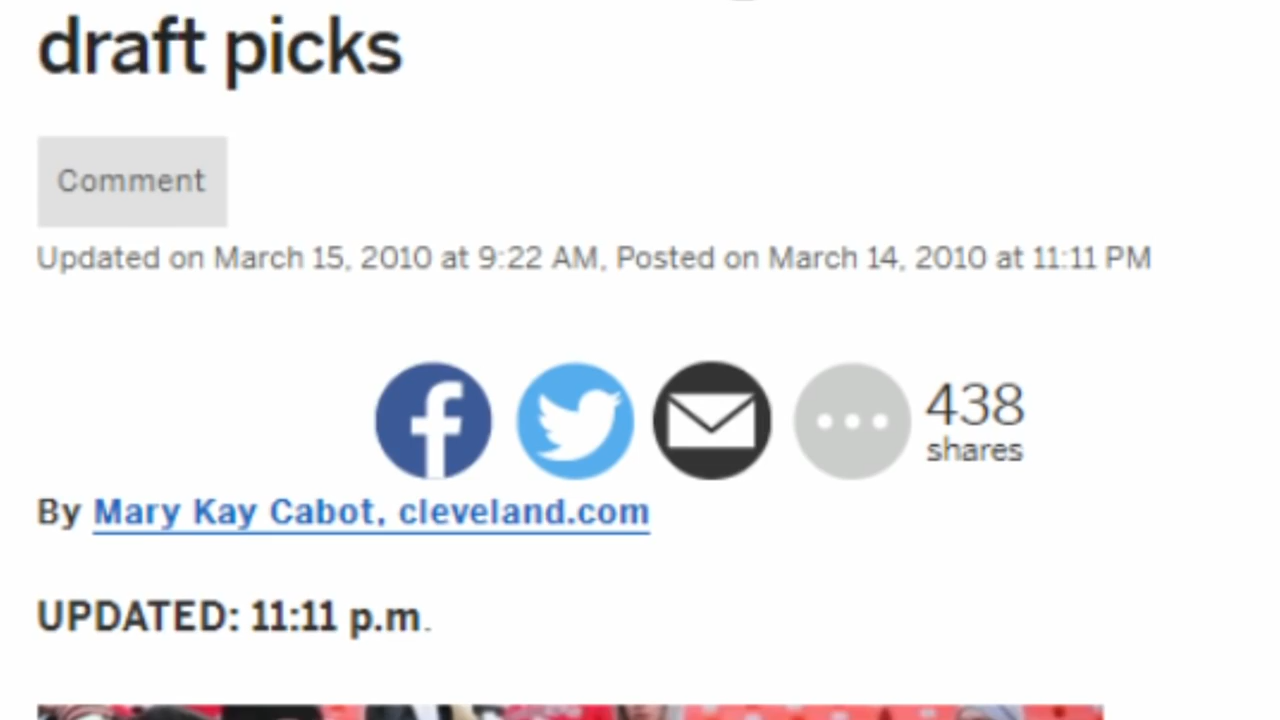 draft picks
Comment
Updated on March 15, 2010 at 9:22 AM, Posted on March 14, 2010 at 11:11 PM
438
shares
By Mary Kay Cabot, cleveland.com
UPDATED: 11:11 p.m.